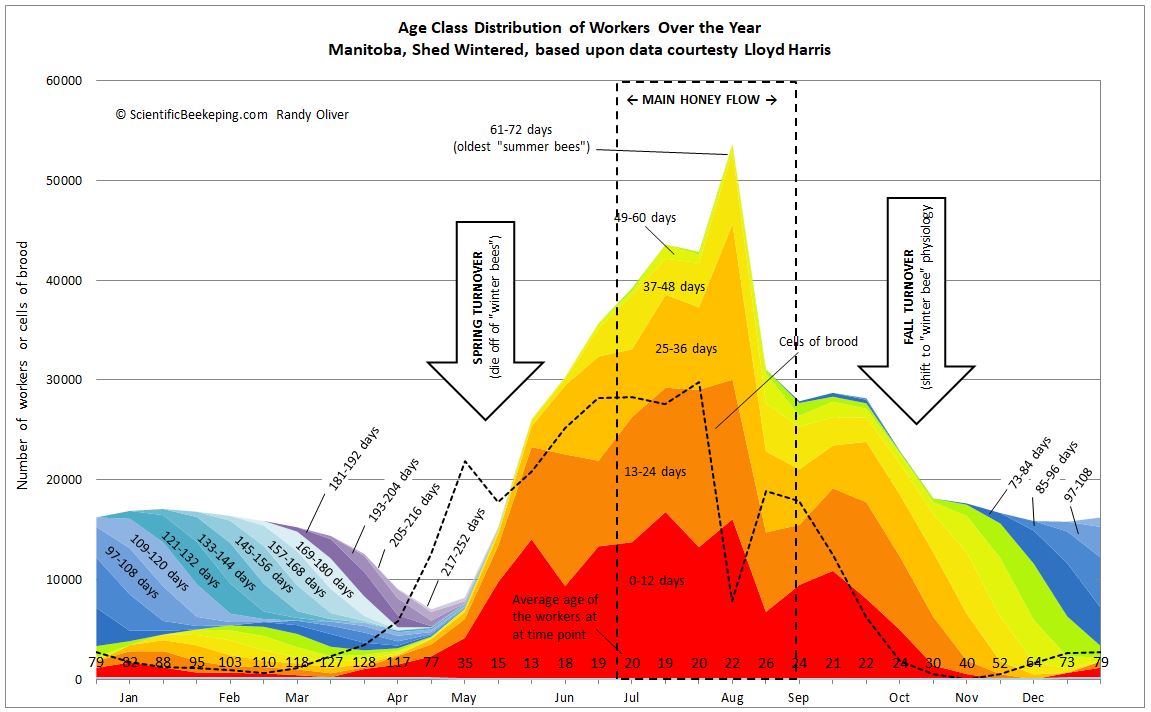 Age Class Distribution of Workers Over the Year
Manitoba, Shed Wintered, based upon data courtesty Lloyd Harris
60000
50000
40000
30000
20000
10000
0
Number of workers or cells of brood
© ScientificBeekeping.com Randy Oliver
← MAIN HONEY FLOW →
61-72 days
(oldest "summer bees")
49-60 days
37-48 days
25-36 days
Cells of brood
13-24 days
0-12 days
SPRING TURNOVER
(die off of "winter bees")
FALL TURNOVER
(shift to "winter bee" physiology
97-108 days
109-120 days
121-132 days
133-144 days
145-156 days
157-168 days
169-180 days
181-192 days
193-204 days
205-216 days
217-252 days
73-84 days
85-96 days
97-108
Average age of
the workers at
at time point
79 82 88 95 103 110 118 127 128 117 77 35 15 13 18 19 20 19 20 22 26 24 21 22 24 30 40 52 64 73 79
Jan Feb Mar Apr May Jun Jul Aug Sep Oct Nov Dec